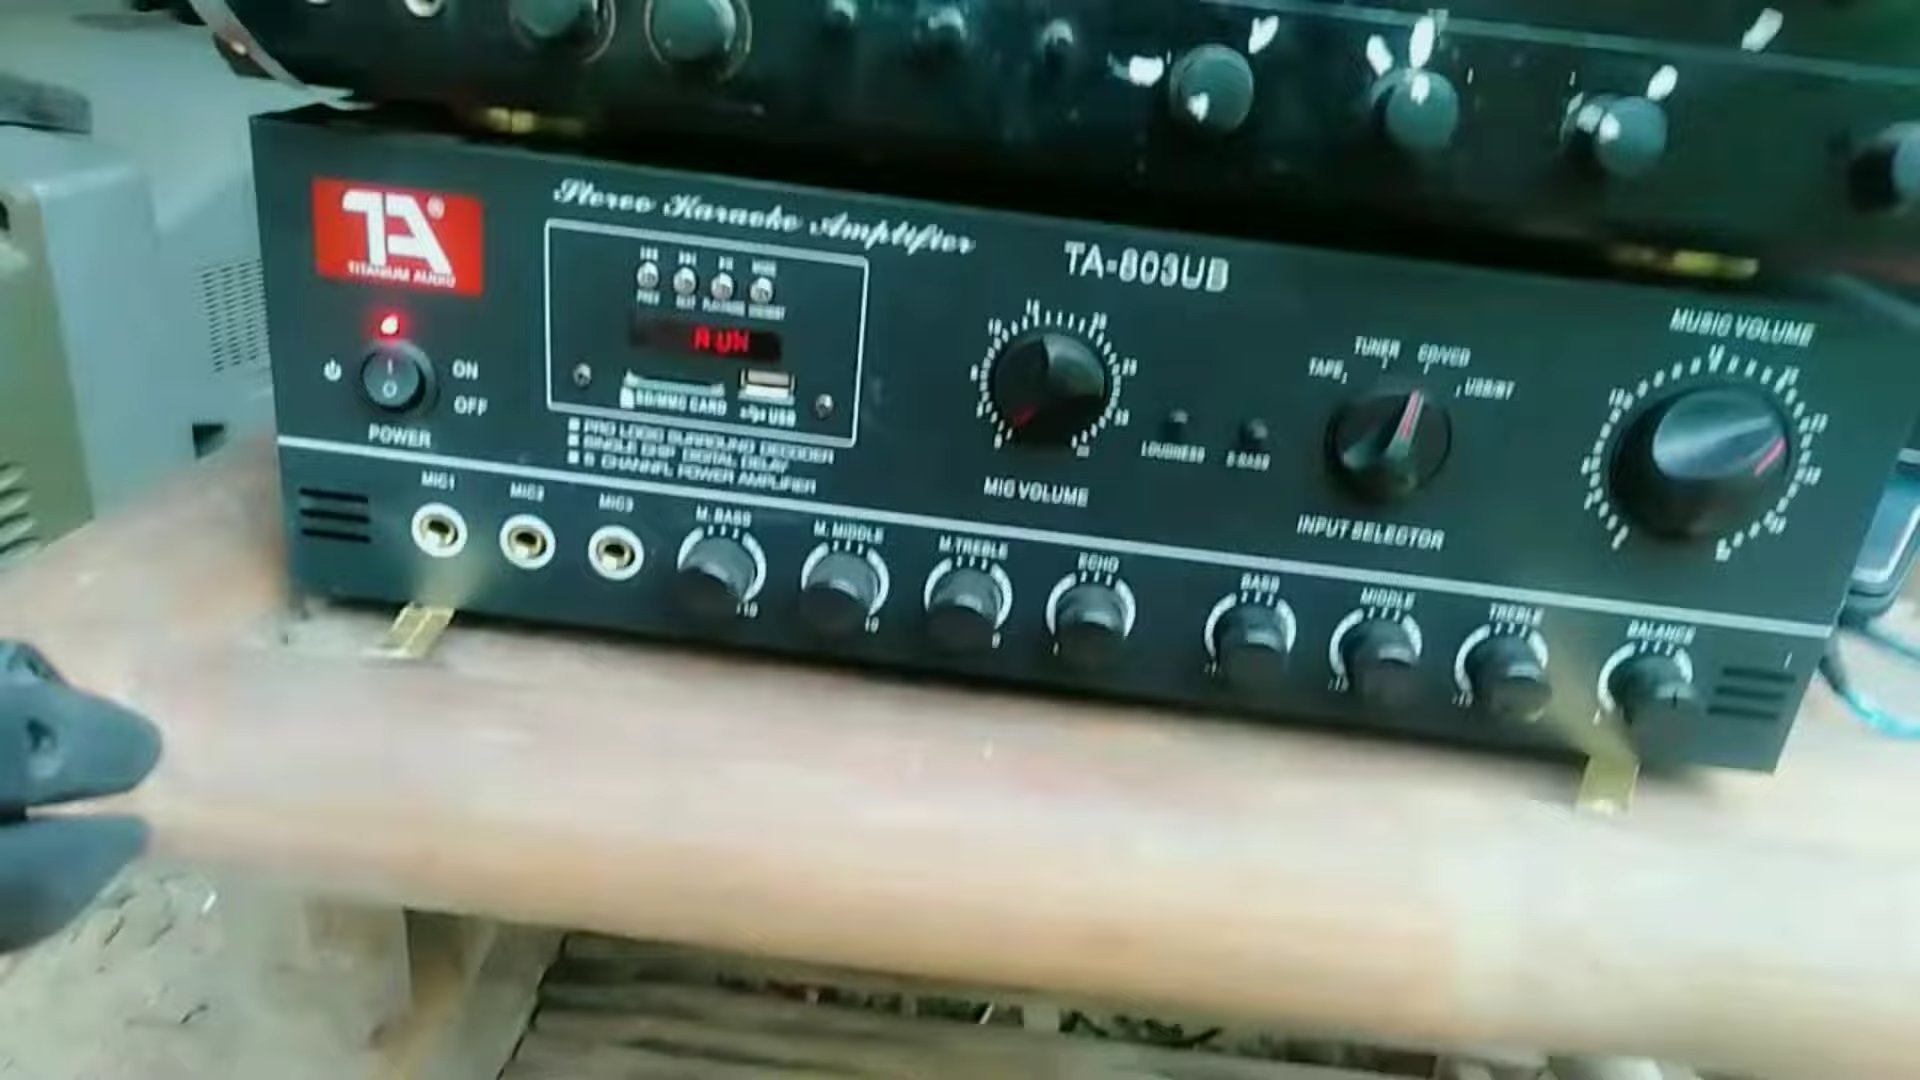 TA®
TITANIUM AUDIO
Stereo Karaoke Amplifier
TA-803UB
RUN
SD/MMC CARD
USB
ON
OFF
POWER
PRO LOGIC SURROUND DECODER
SINGLE CHIP DIGITAL DELAY
5 CHANNEL POWER AMPLIFIER
MIC VOLUME
LOUDNESS
TAPE
TUNER
CD/VCD
USB/BT
INPUT SELECTOR
MUSIC VOLUME
MIC1
MIC2
MIC3
M. BASS
M. MIDDLE
M. TREBLE
ECHO
BASS
MIDDLE
TREBLE
BALANCE